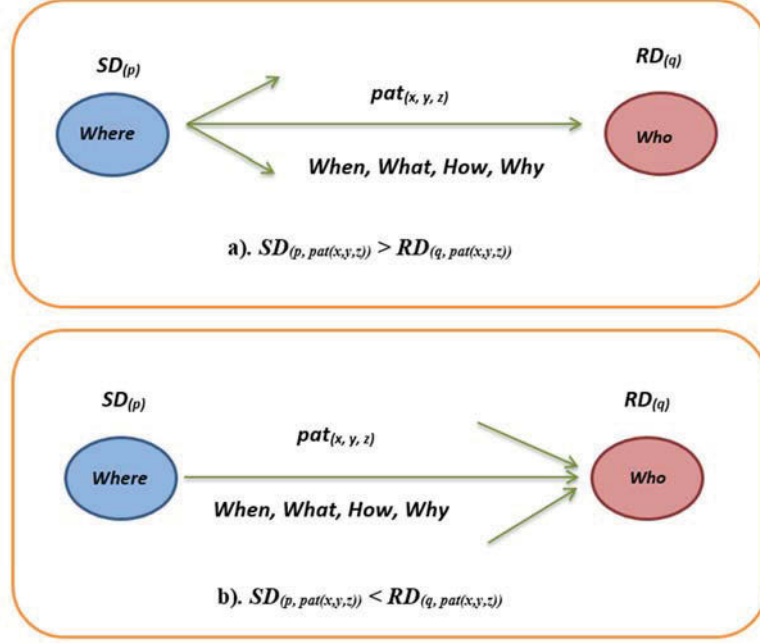 SD(p) RD(q)
pat(x, y, z)
Where Who
When, What, How, Why
a). SD(p, pat(x,y,z)) > RD(q, pat(x,y,z))
SD(p) RD(q)
pat(x, y, z)
Where Who
When, What, How, Why
b). SD(p, pat(x,y,z)) < RD(q, pat(x,y,z))